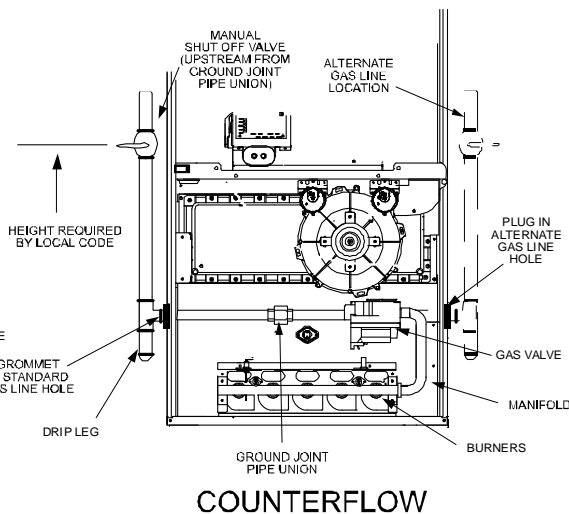 MANUAL
SHUT OFF VALVE
(UPSTREAM FROM
GROUND JOINT
PIPE UNION)
ALTERNATE
GAS LINE
LOCATION
HEIGHT REQUIRED
BY LOCAL CODE
PLUG IN
ALTERNATE
GAS LINE
HOLE
E
GROMMET
STANDARD
S LINE HOLE
GAS VALVE
MANIFOLD
DRIP LEG
GROUND JOINT
PIPE UNION
BURNERS
COUNTERFLOW